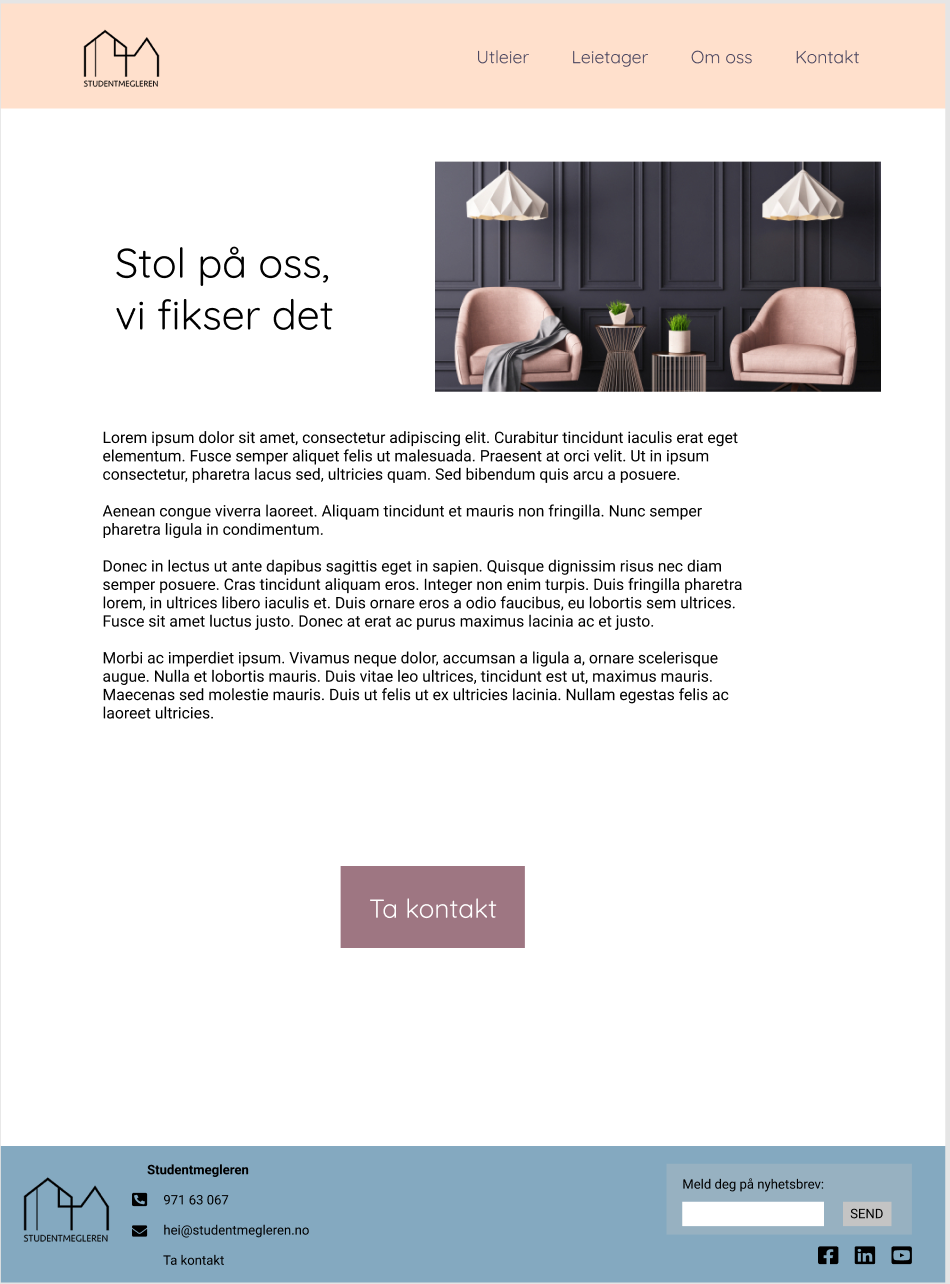 STUDENTMEGLEREN
Utleier
Leietager
Om oss
Kontakt
Stol på oss,
vi fikser det
Lorem ipsum dolor sit amet, consectetur adipiscing elit. Curabitur tincidunt iaculis erat eget
elementum. Fusce semper aliquet felis ut malesuada. Praesent at orci velit. Ut in ipsum
consectetur, pharetra lacus sed, ultricies quam. Sed bibendum quis arcu a posuere.
Aenean congue viverra laoreet. Aliquam tincidunt et mauris non fringilla. Nunc semper
pharetra ligula in condimentum.
Donec in lectus ut ante dapibus sagittis eget in sapien. Quisque dignissim risus nec diam
semper posuere. Cras tincidunt aliquam eros. Integer non enim turpis. Duis fringilla pharetra
lorem, in ultrices libero iaculis et. Duis ornare eros a odio faucibus, eu lobortis sem ultrices.
Fusce sit amet luctus justo. Donec at erat ac purus maximus lacinia ac et justo.
Morbi ac imperdiet ipsum. Vivamus neque dolor, accumsan a ligula a, ornare scelerisque
augue. Nulla et lobortis mauris. Duis vitae leo ultrices, tincidunt est ut, maximus mauris.
Maecenas sed molestie mauris. Duis ut felis ut ex ultricies lacinia. Nullam egestas felis ac
laoreet ultricies.
Ta kontakt
STUDENTMEGLEREN
Studentmegleren
971 63 067
hei@studentmegleren.no
Ta kontakt
Meld deg på nyhetsbrev:
SEND